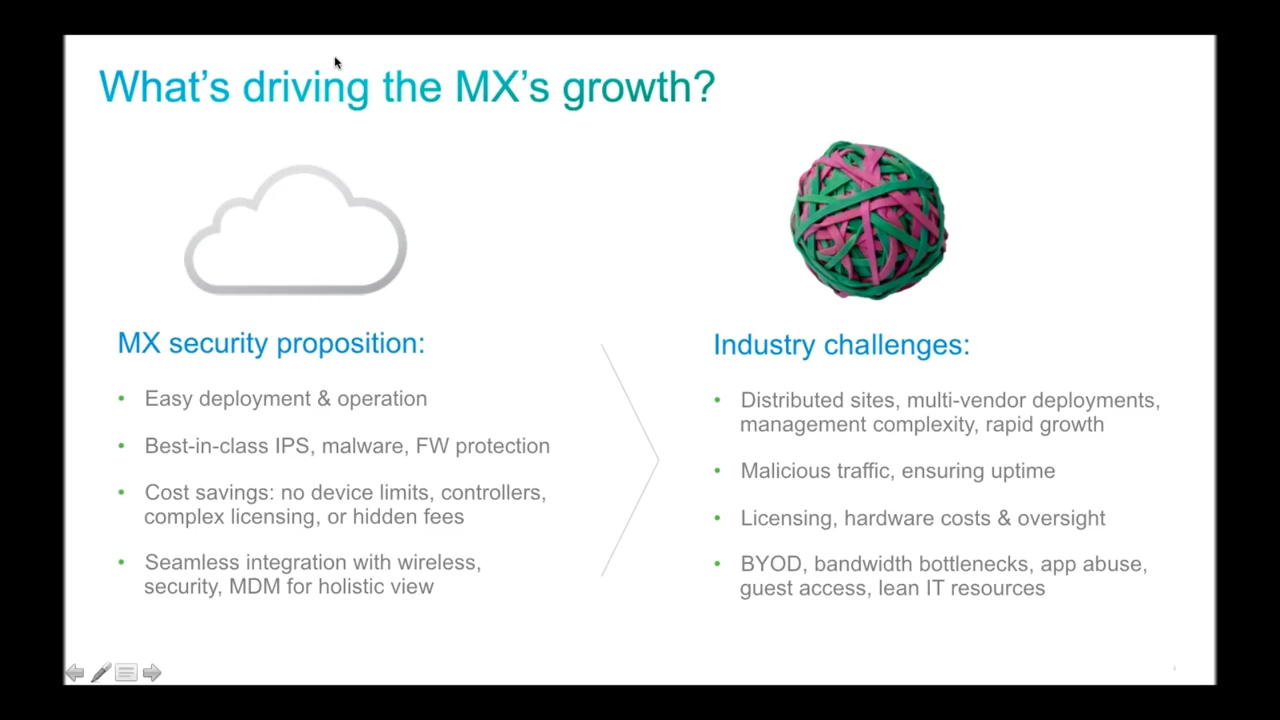 What's driving the MX's growth?
MX security proposition:
• Easy deployment & operation
• Best-in-class IPS, malware, FW protection
• Cost savings: no device limits, controllers,
complex licensing, or hidden fees
• Seamless integration with wireless,
security, MDM for holistic view
Industry challenges:
• Distributed sites, multi-vendor deployments,
management complexity, rapid growth
• Malicious traffic, ensuring uptime
• Licensing, hardware costs & oversight
• BYOD, bandwidth bottlenecks, app abuse,
guest access, lean IT resources